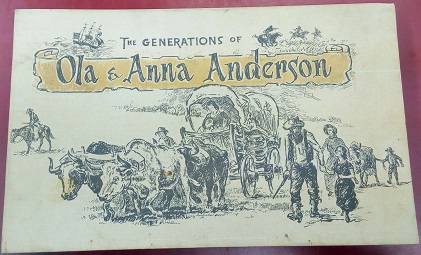 THE GENERATIONS OF
Ola & Anna Anderson